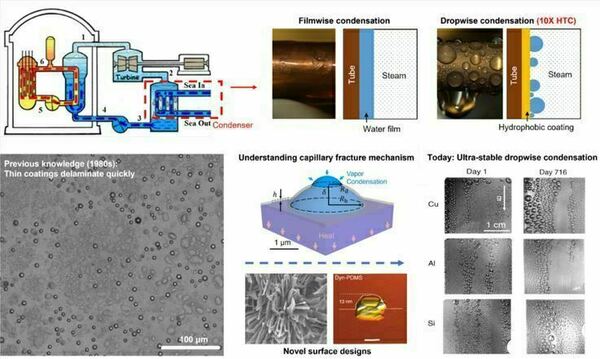 1
6
Turbine
2
Sea In
5
4
3
Sea Out
Condenser
Filmwise condensation
Tube
Steam
Water film
Dropwise condensation (10X HTC)
Tube
Steam
Hydrophobic coating
Previous knowledge (1980s):
Thin coatings delaminate quickly
100 μm
Understanding capillary fracture mechanism
Vapor
Condensation
h
δ
Rd
Rb
Heat
1 μm
Dyn-PDMS
12 nm
Novel surface designs
Today: Ultra-stable dropwise condensation
Day 1
Day 716
Cu
g
1 cm
Al
Si